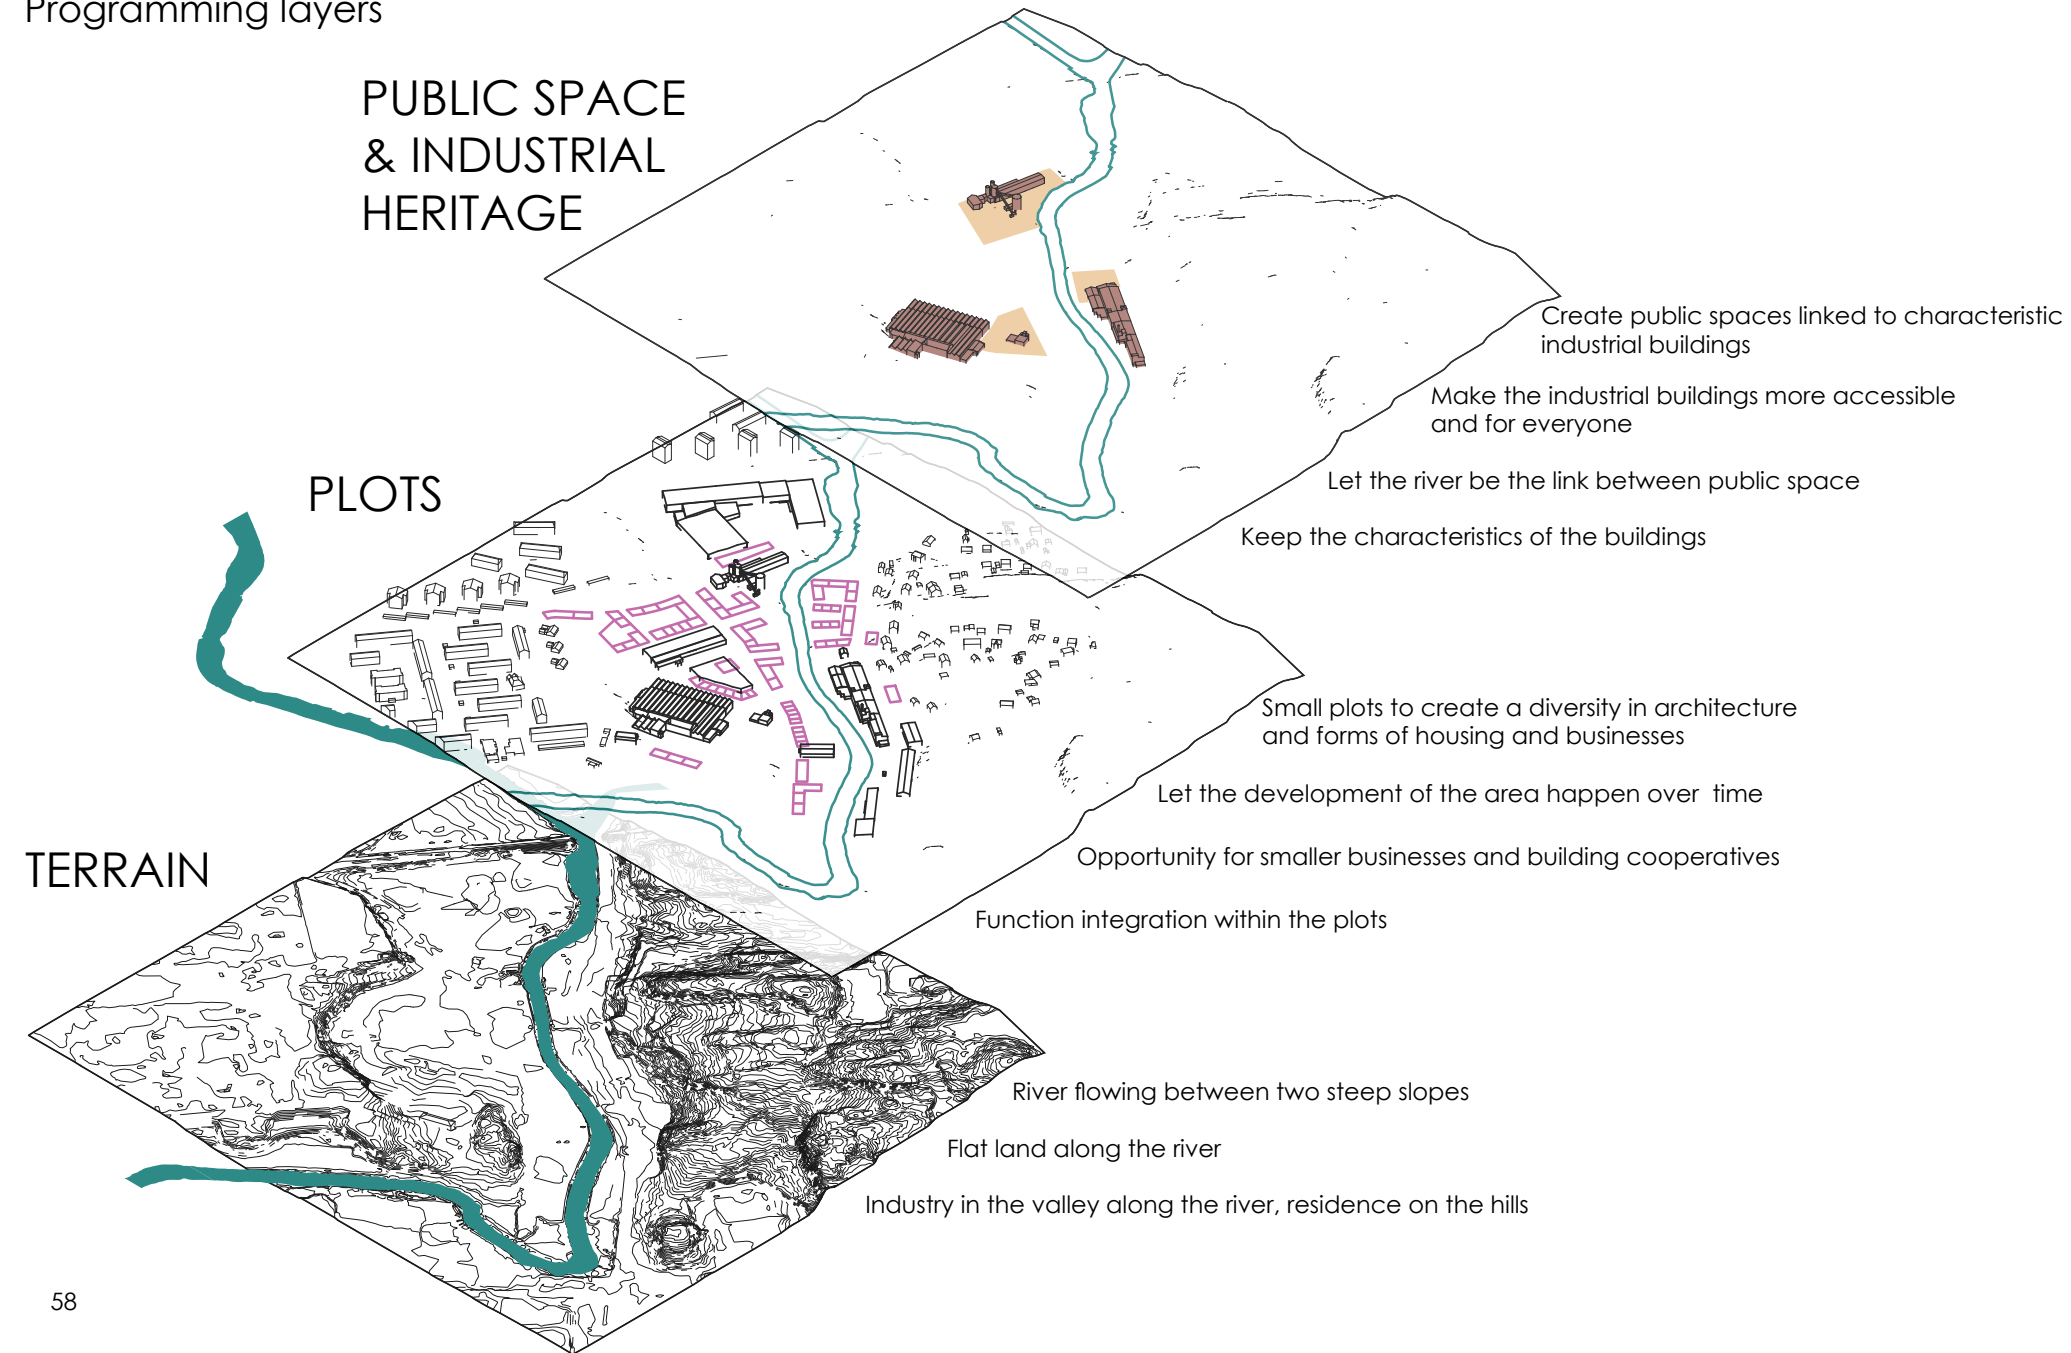 Programming layers
PUBLIC SPACE
& INDUSTRIAL
HERITAGE
Create public spaces linked to characteristic
industrial buildings
Make the industrial buildings more accessible
and for everyone
Let the river be the link between public space
Keep the characteristics of the buildings
PLOTS
Small plots to create a diversity in architecture
and forms of housing and businesses
Let the development of the area happen over time
Opportunity for smaller businesses and building cooperatives
Function integration within the plots
TERRAIN
River flowing between two steep slopes
Flat land along the river
Industry in the valley along the river, residence on the hills
58